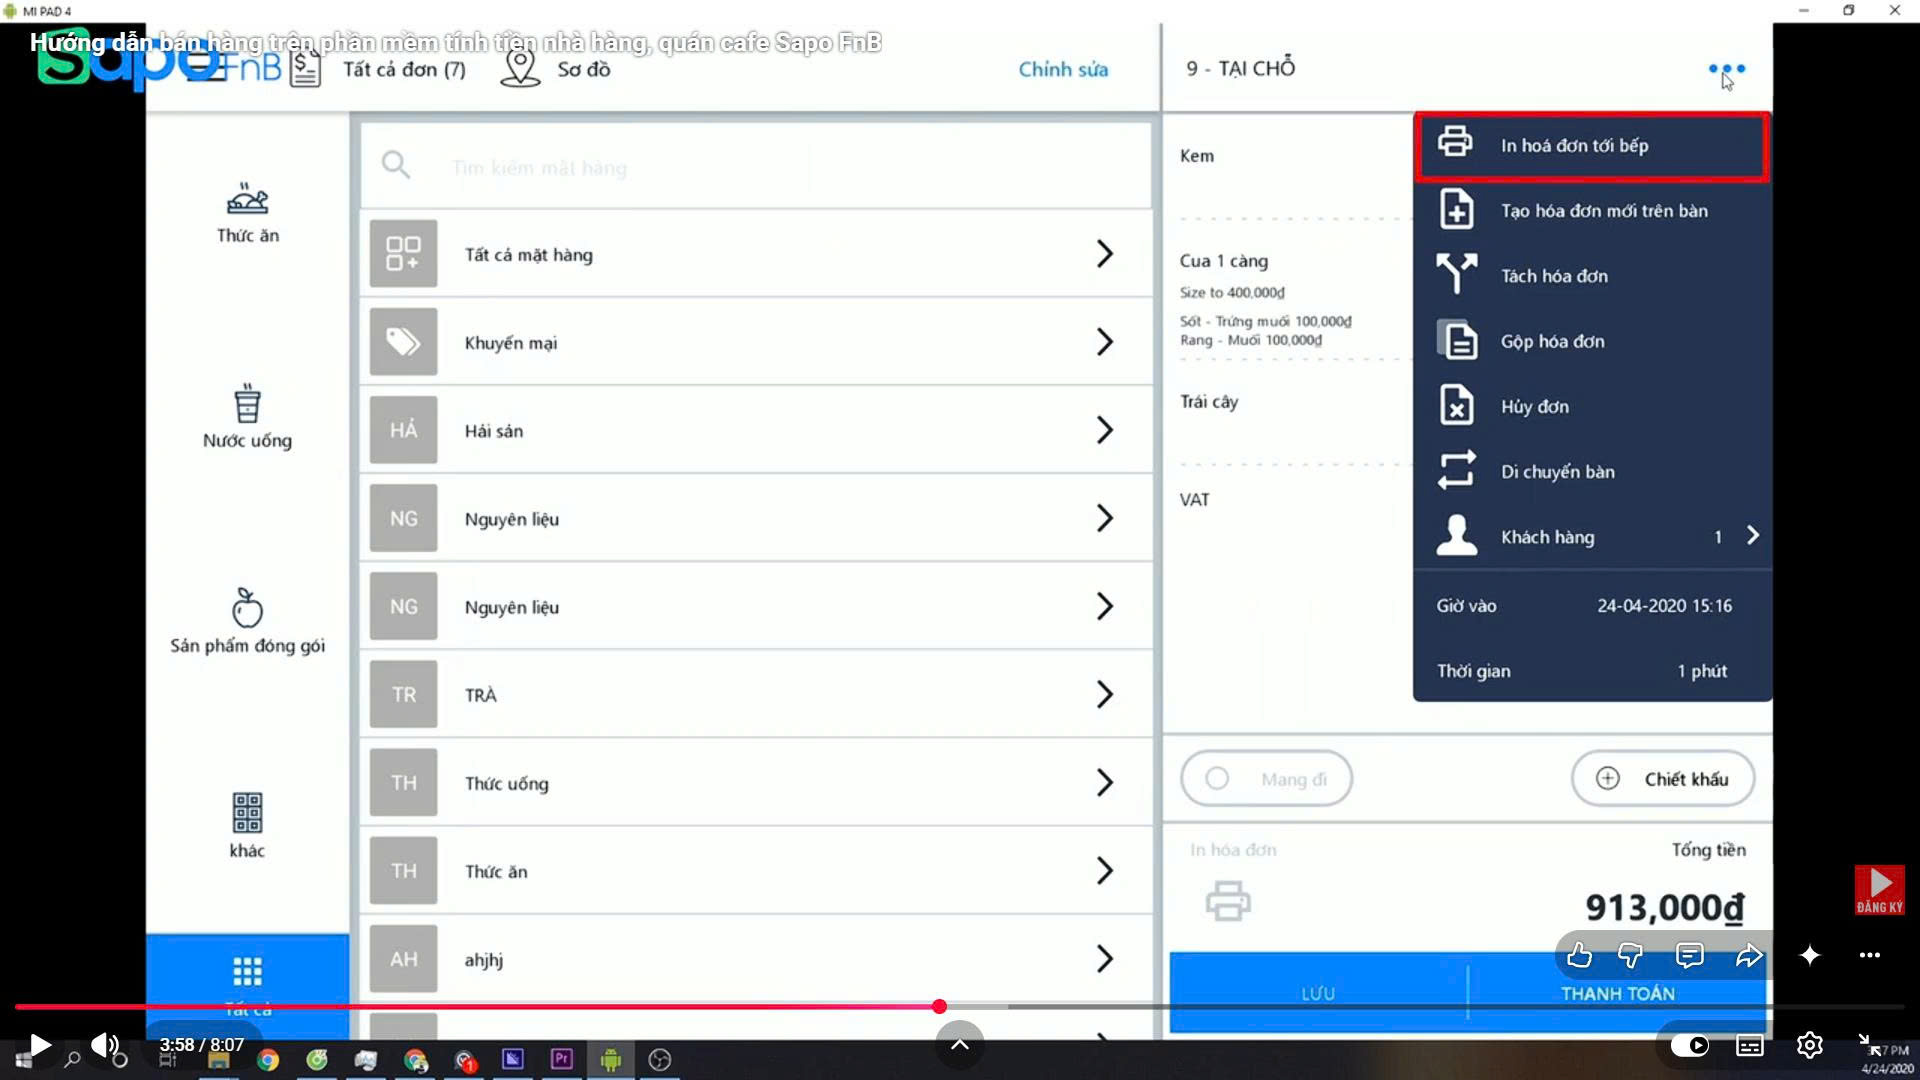 MI PAD 4
Hướng dẫn bán hàng trên phần mềm tính tiền nhà hàng, quán cafe Sapo FnB
Sapo FnB
Tất cả đơn (7)
Sơ đồ
Chỉnh sửa
9 - TẠI CHỖ
Thức ăn
Nước uống
Sản phẩm đóng gói
khác
Tất cả
Tìm kiếm mặt hàng
Tất cả mặt hàng
Khuyến mại
HẢ
Hải sản
NG
Nguyên liệu
NG
Nguyên liệu
TR
TRÀ
TH
Thức uống
TH
Thức ăn
AH
ahjhj
Kem
Cua 1 càng
Size to 400,000₫
Sốt - Trứng muối 100,000₫
Rang - Muối 100,000₫
Trái cây
VAT
In hoá đơn tới bếp
Tạo hóa đơn mới trên bàn
Tách hóa đơn
Gộp hóa đơn
Hủy đơn
Di chuyển bàn
Khách hàng 1
Giờ vào 24-04-2020 15:16
Thời gian 1 phút
Mang đi
Chiết khấu
In hóa đơn
Tổng tiền
913,000₫
LƯU
THANH TOÁN
ĐĂNG KÝ
3:58 / 8:07
4/24/2020